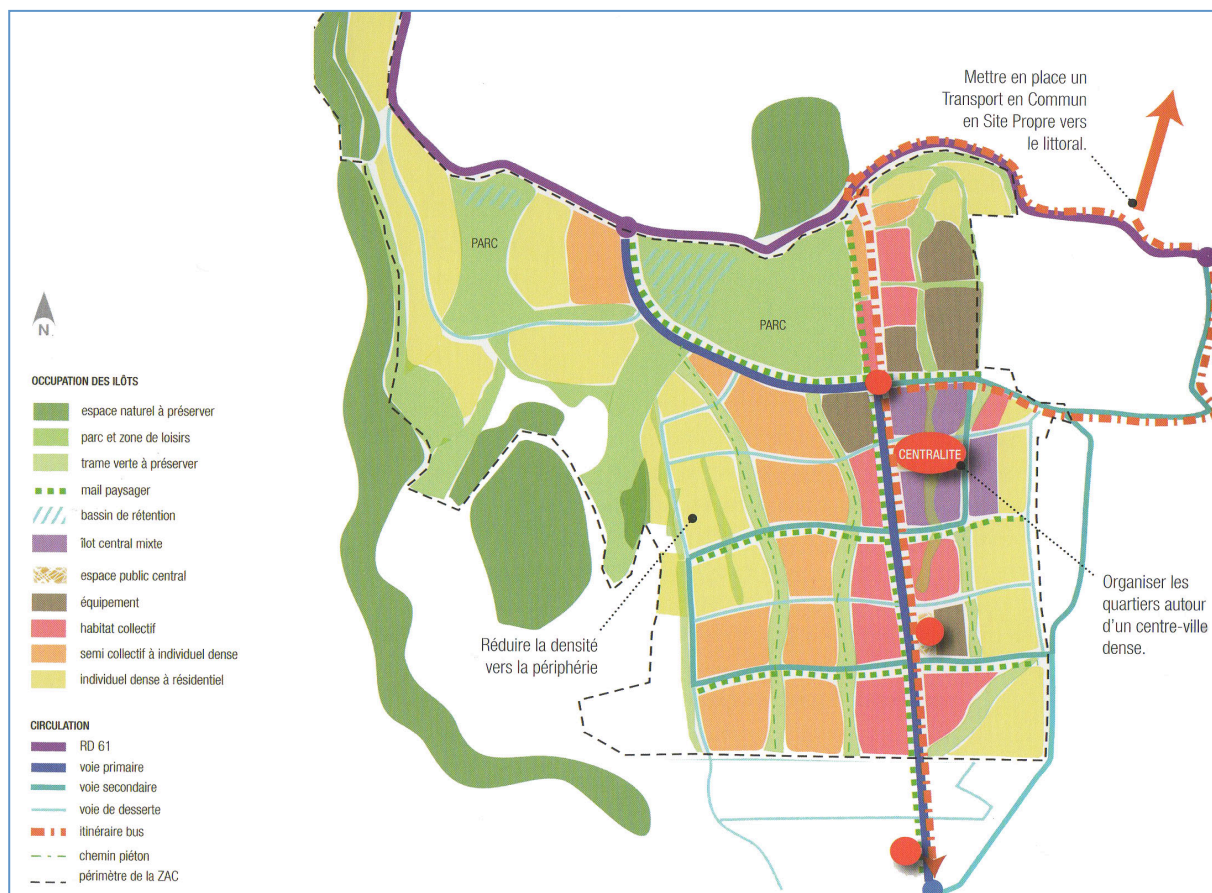 Mettre en place un
Transport en Commun
en Site Propre vers
le littoral.
PARC
PARC
N
OCCUPATION DES ILÔTS
espace naturel à préserver
parc et zone de loisirs
trame verte à préserver
mail paysager
bassin de rétention
îlot central mixte
espace public central
équipement
habitat collectif
semi collectif à individuel dense
individuel dense à résidentiel
CENTRALITE
Réduire la densité
vers la périphérie
Organiser les
quartiers autour
d'un centre-ville
dense.
CIRCULATION
RD 61
voie primaire
voie secondaire
voie de desserte
itinéraire bus
chemin piéton
périmètre de la ZAC